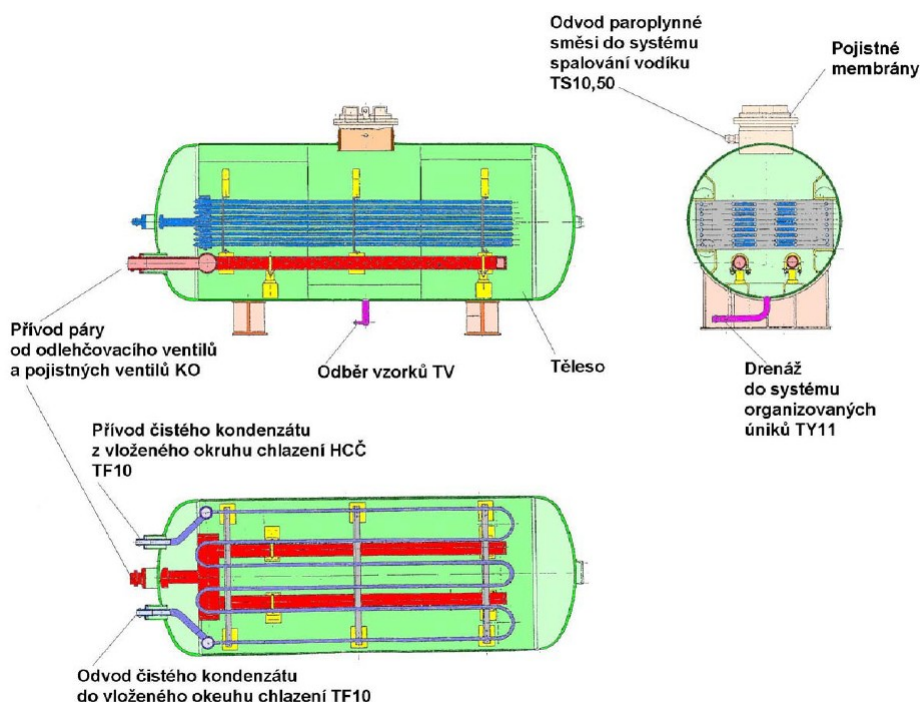 Odvod paroplynné
směsi do systému
spalování vodíku
TS10,50
Pojistné
membrány
Přívod páry
od odlehčovacího ventilů
a pojistných ventilů KO
Odběr vzorků TV
Těleso
Drenáž
do systému
organizovaných
úniků TY11
Přívod čistého kondenzátu
z vloženého okruhu chlazení HCČ
TF10
Odvod čistého kondenzátu
do vloženého okeuhu chlazení TF10